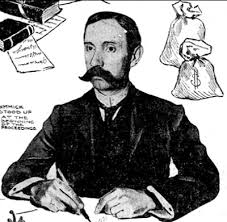 STOOD UP
AT THE
BEGINNING
OF THE
PROCEEDINGS.